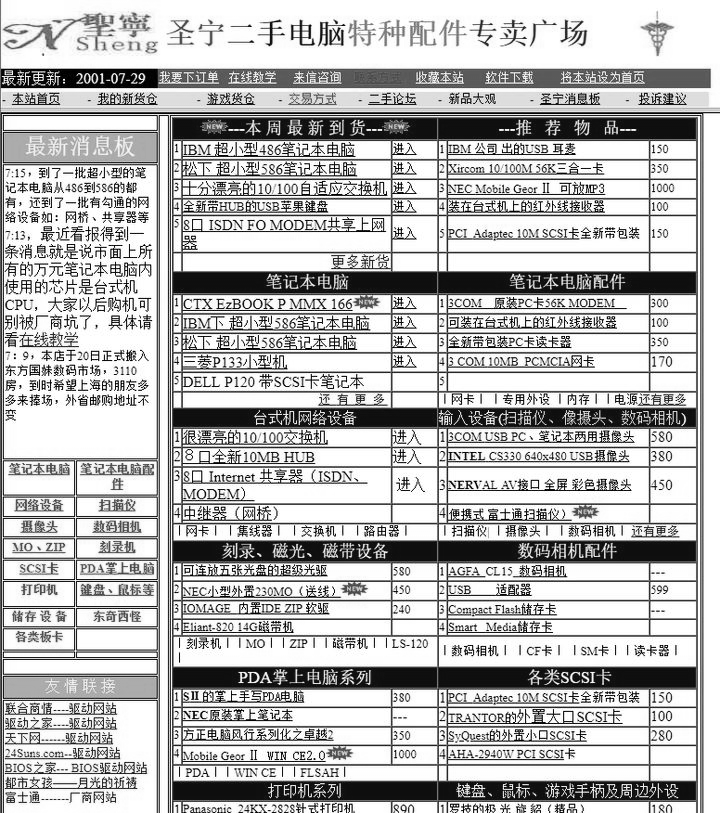 聖寧
Sheng
圣宁二手电脑特种配件专卖广场
最新更新：2001-07-29 我要下订单 在线教学 来信咨询 收藏本站 软件下载 将本站设为首页
- 本站首页 - 我的新货仓 - 游戏货仓 - 交易方式 - 二手论坛 - 新品大观 - 圣宁消息板 - 投诉建议
最新消息板
7:15，到了一批超小型的笔
记本电脑从486到586的都
有，还到了一批有勾通的网
络设备如：网桥、共享器等
7:13，最近看报得到一
条消息就是说市面上所
有的万元笔记本电脑内
使用的芯片是台式机
CPU，大家以后购机可
别被厂商坑了，具体请
看在线教学
7：9，本店于20日正式搬入
东方国贸数码市场，3110
房，到时希望上海的朋友多
多来捧场，外省邮购地址不
变
笔记本电脑 笔记本电脑配件
网络设备 扫描仪
摄像头 数码相机
MO、ZIP 刻录机
SCSI卡 PDA掌上电脑
打印机 键盘、鼠标等
储存设备 东奇西怪
各类板卡
友情联接
联合商情----驱动网站
驱动之家----驱动网站
天下网------驱动网站
24Suns.com--驱动网站
BIOS之家--- BIOS驱动网站
都市女孩——月光的祈祷
富士通-------厂商网站
NEW---本周最新到货---NEW
1 IBM 超小型486笔记本电脑 进入
2 松下 超小型586笔记本电脑 进入
3 十分漂亮的10/100自适应交换机 进入
4 全新带HUB的USB苹果键盘 进入
5 8口 ISDN FO MODEM共享上网器 进入
更多新货
---推 荐 物 品---
1 IBM 公司 出的USB 耳麦 150
2 Xircom 10/100M 56K三合一卡 350
3 NEC Mobile Geor Ⅱ 可放MP3 1000
4 装在台式机上的红外线接收器 100
5 PCI Adaptec 10M SCSI卡全新带包装 150
笔记本电脑
1 CTX EzBOOK P MMX 166 NEW 进入
2 IBM下 超小型586笔记本电脑 进入
3 松下 超小型586笔记本电脑 进入
4 三菱P133小型机 进入
5 DELL P120 带SCSI卡笔记本
还 有 更 多
笔记本电脑配件
1 3COM 原装PC卡56K MODEM 300
2 可装在台式机上的红外线接收器 100
3 全新带包装PC卡读卡器 350
4 3 COM 10MB PCMCIA网卡 170
5
| 网卡 | | 专用外设 | 内存 | | 电源还有更多
台式机网络设备
1 很漂亮的10/100交换机 进入
2 8 口全新10MB HUB 进入
3 8口 Internet 共享器（ISDN、MODEM） 进入
4 中继器（网桥）
| 网卡 | | 集线器 | | 交换机 | | 路由器 |
输入设备(扫描仪、像摄头、数码相机)
1 3COM USB PC、笔记本两用摄像头 580
2 INTEL CS330 640x480 USB摄像头 380
3 NERVAL AV接口 全屏 彩色摄像头 450
4 便携式 富士通扫描仪） NEW
| 扫描仪| | 摄像头 | | 数码相机 | 还有更多
刻录、磁光、磁带设备
1 可连放五张光盘的超级光驱 580
2 NEC小型外置230MO（送线） NEW 450
3 IOMAGE 内置IDE ZIP 软驱 240
4 Eliant-820 14G磁带机
| 刻录机 | | MO | | ZIP | | 磁带机 | | LS-120 |
数码相机配件
1 AGFA CL15 数码相机 ---
2 USB 适配器 599
3 Compact Flash储存卡 ---
4 Smart Media储存卡
| 数码相机 | | CF卡 | | SM卡 | | 读卡器 |
PDA掌上电脑系列
1 SⅡ的掌上手写PDA电脑 380
2 NEC原装掌上笔记本 ---
3 方正电脑风行系列化之卓越2 350
4 Mobile Geor Ⅱ WIN CE2.0 NEW 1000
| PDA | | WIN CE | | FLSAH |
各类SCSI卡
1 PCI Adaptec 10M SCSI卡全新带包装 150
2 TRANTOR的外置大口SCSI卡 100
3 SyQuest的外置小口SCSI卡 280
4 AHA-2940W PCI SCSI卡
打印机系列
1 Panasonic 24KX-2828针式打印机 890
键盘、鼠标、游戏手柄及周边外设
1 罗技的极光旋貂（精品） 180